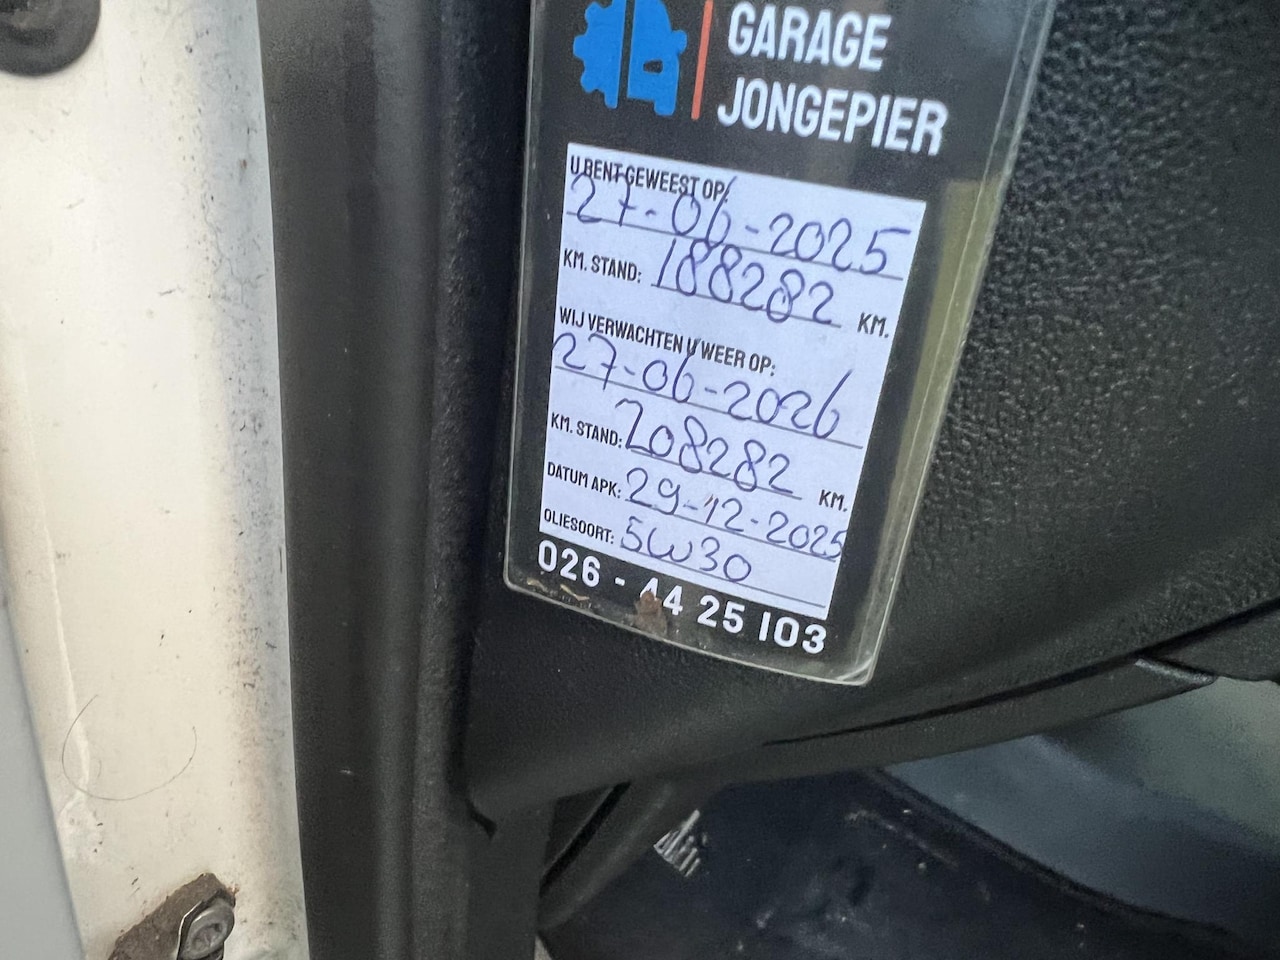 GARAGE
JONGEPIER
U BENT GEWEEST OP:
27-06-2025
KM. STAND: 188282 KM.
WIJ VERWACHTEN U WEER OP:
27-06-2026
KM. STAND: 208282 KM.
DATUM APK: 29-12-2025
OLIESOORT: 5W30
026 - 44 25 103